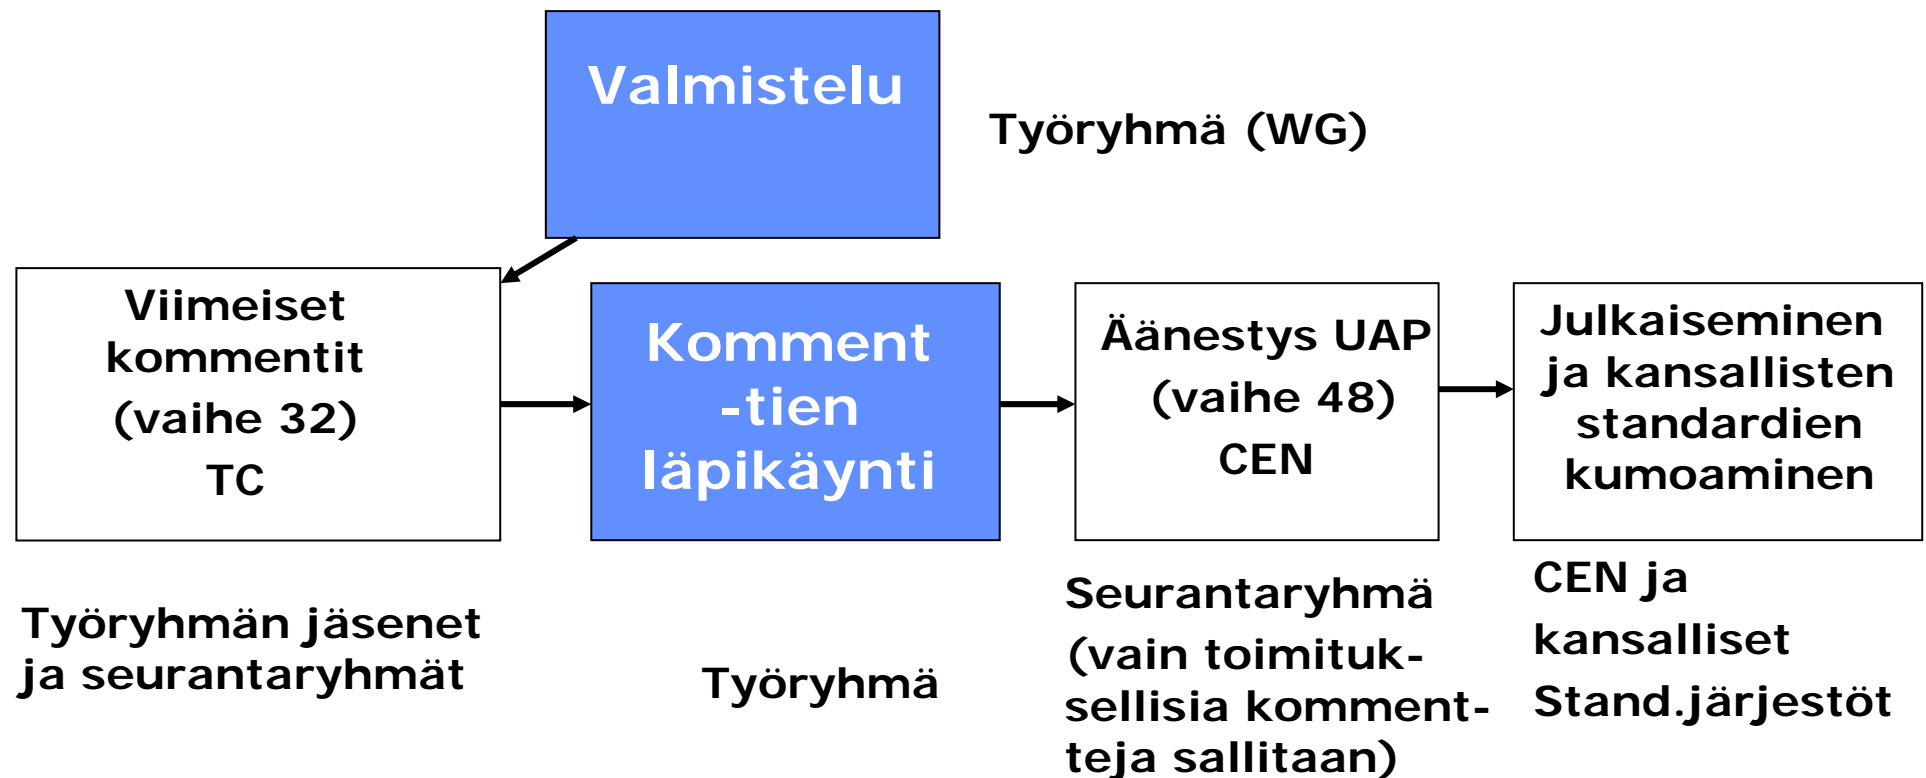 Valmistelu
Työryhmä (WG)
Viimeiset
kommentit
(vaihe 32)
TC
Komment
-tien
läpikäynti
Äänestys UAP
(vaihe 48)
CEN
Julkaiseminen
ja kansallisten
standardien
kumoaminen
Työryhmän jäsenet
ja seurantaryhmät
Työryhmä
Seurantaryhmä
(vain toimituk-
sellisia komment-
teja sallitaan)
CEN ja
kansalliset
Stand.järjestöt